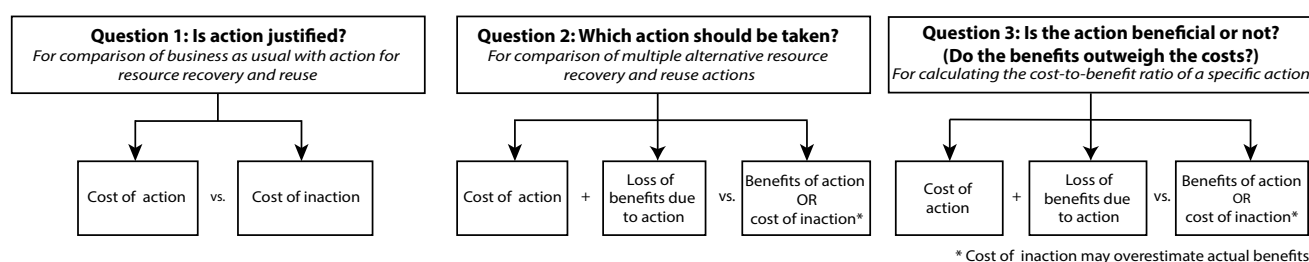 Question 1: Is action justified?
For comparison of business as usual with action for
resource recovery and reuse
Cost of action
vs.
Cost of inaction
Question 2: Which action should be taken?
For comparison of multiple alternative resource
recovery and reuse actions
Cost of action
+
Loss of
benefits due
to action
vs.
Benefits of action
OR
cost of inaction*
Question 3: Is the action beneficial or not?
(Do the benefits outweigh the costs?)
For calculating the cost-to-benefit ratio of a specific action
Cost of
action
+
Loss of
benefits due
to action
vs.
Benefits of action
OR
cost of inaction*
* Cost of inaction may overestimate actual benefits